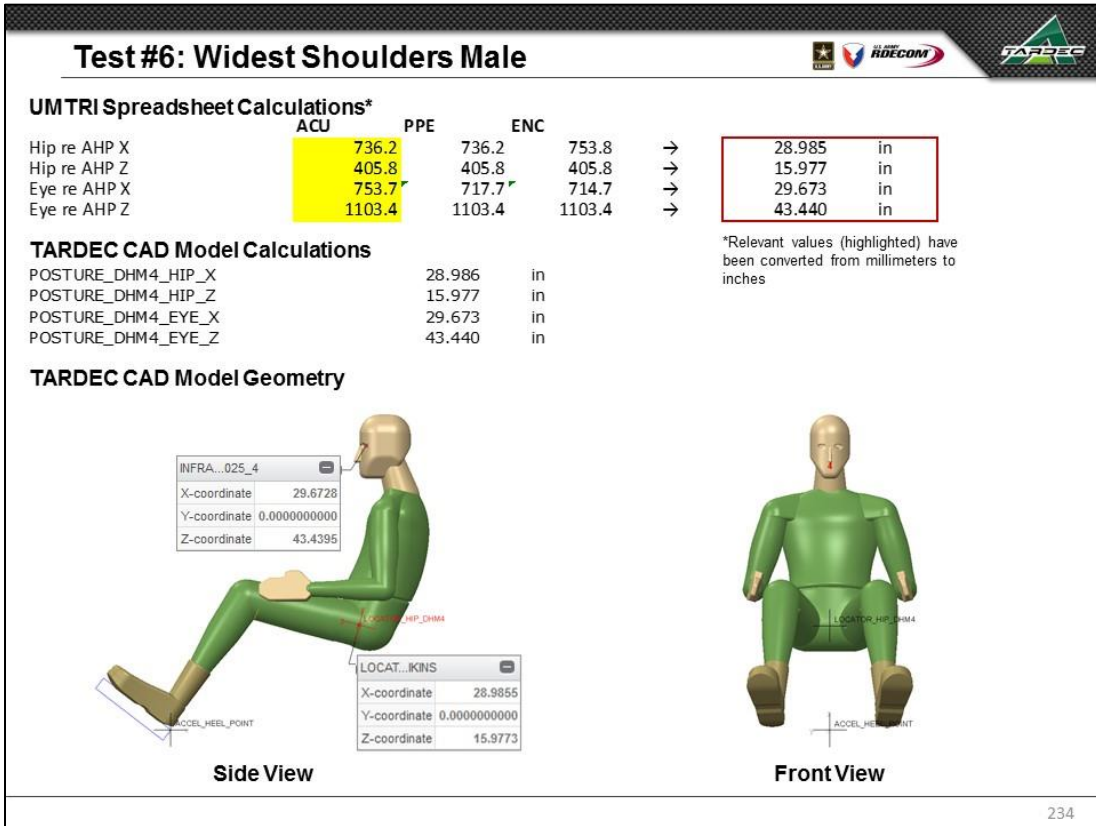 Test #6: Widest Shoulders Male
U.S. ARMY
U.S. ARMY
RDECOM
TARDEC
UMTRI Spreadsheet Calculations*
ACU PPE ENC
Hip re AHP X 736.2 736.2 753.8 → 28.985 in
Hip re AHP Z 405.8 405.8 405.8 → 15.977 in
Eye re AHP X 753.7 717.7 714.7 → 29.673 in
Eye re AHP Z 1103.4 1103.4 1103.4 → 43.440 in
*Relevant values (highlighted) have
been converted from millimeters to
inches
TARDEC CAD Model Calculations
POSTURE_DHM4_HIP_X 28.986 in
POSTURE_DHM4_HIP_Z 15.977 in
POSTURE_DHM4_EYE_X 29.673 in
POSTURE_DHM4_EYE_Z 43.440 in
TARDEC CAD Model Geometry
INFRA...025_4
X-coordinate 29.6728
Y-coordinate 0.0000000000
Z-coordinate 43.4395
LOCATOR_HIP_DHM4
LOCAT...IKINS
X-coordinate 28.9855
Y-coordinate 0.0000000000
Z-coordinate 15.9773
ACCEL_HEEL_POINT
Side View
LOCATOR_HIP_DHM4
ACCEL_HEEL_POINT
Front View
234